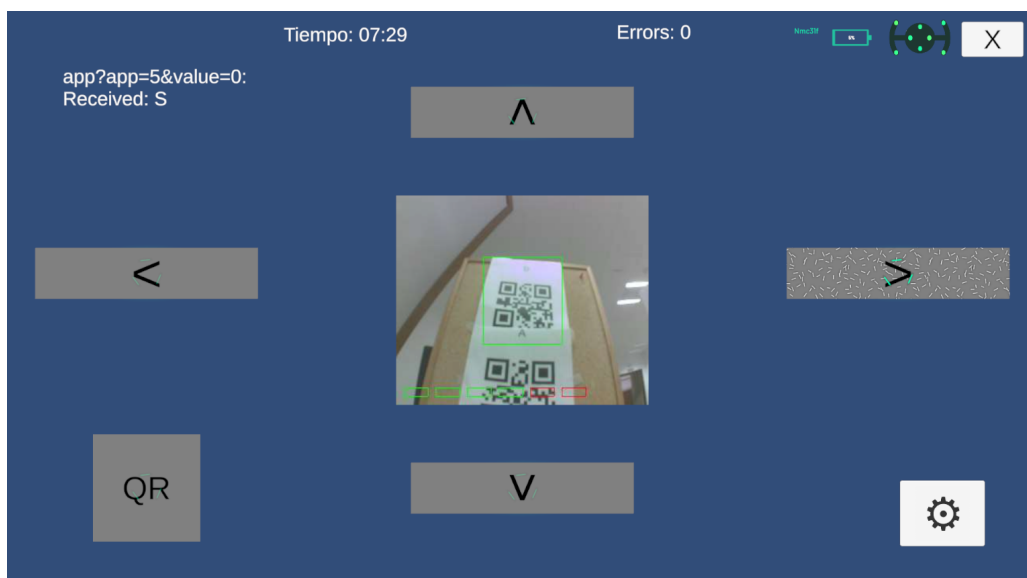 Tiempo: 07:29
Errors: 0
X
app?app=5&value=0:
Received: S
Λ
<
>
A
QR
V